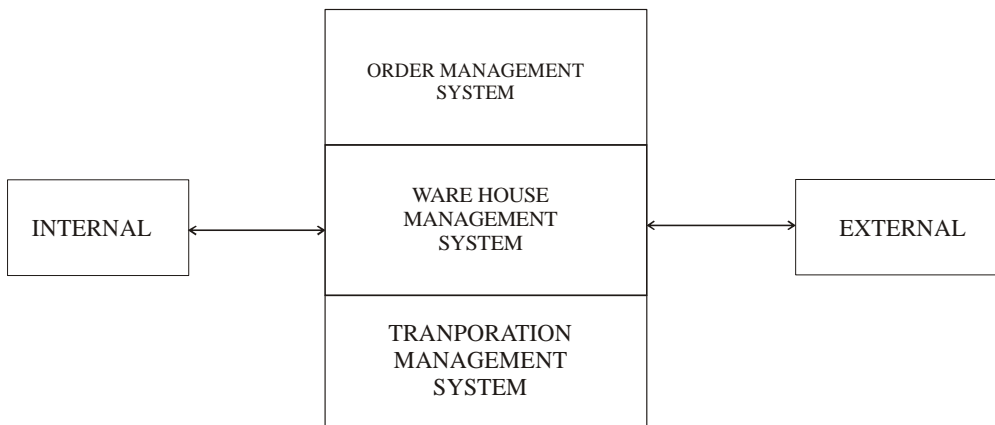 ORDER MANAGEMENT
SYSTEM
WARE HOUSE
MANAGEMENT
SYSTEM
INTERNAL
EXTERNAL
TRANPORATION
MANAGEMENT
SYSTEM